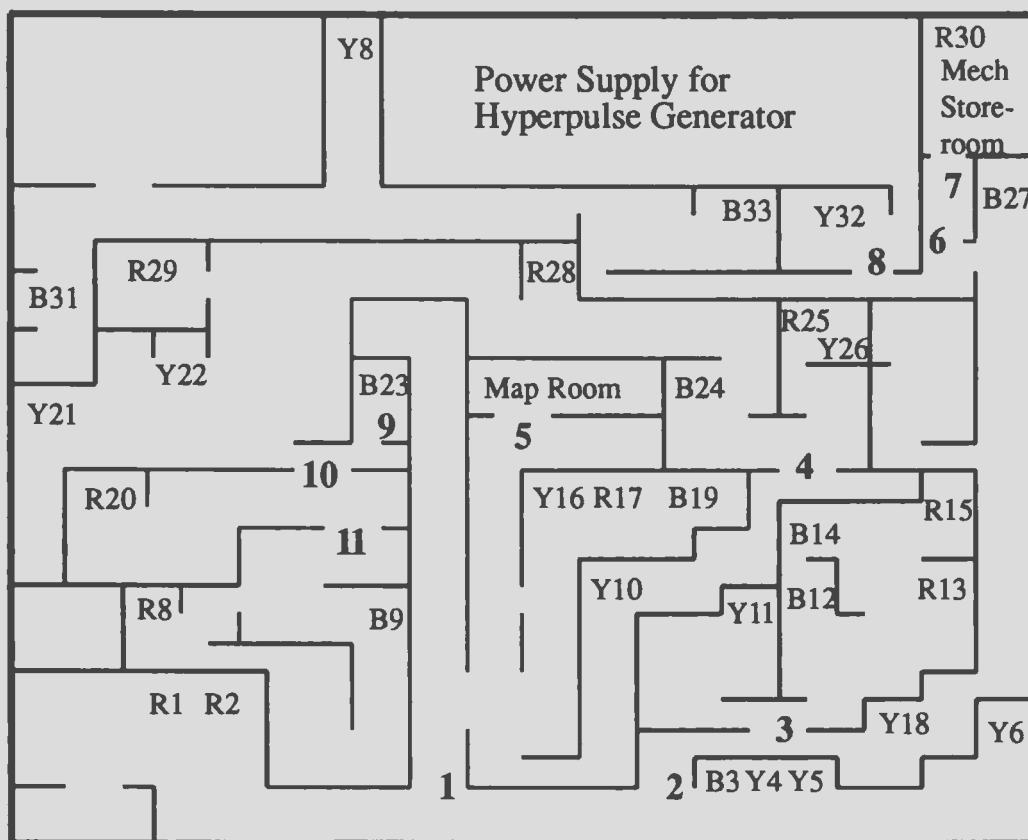 Y8
R30
Mech
Store-
room
Power Supply for
Hyperpulse Generator
7
B27
B33
Y32
6
8
R29
R28
B31
R25
Y26
Y22
B23
Map Room
B24
Y21
9
5
10
4
R20
Y16 R17 B19
R15
11
B14
R8
B9
Y10
Y11
B12
R13
R1 R2
Y18
3
Y6
1
2
B3 Y4 Y5